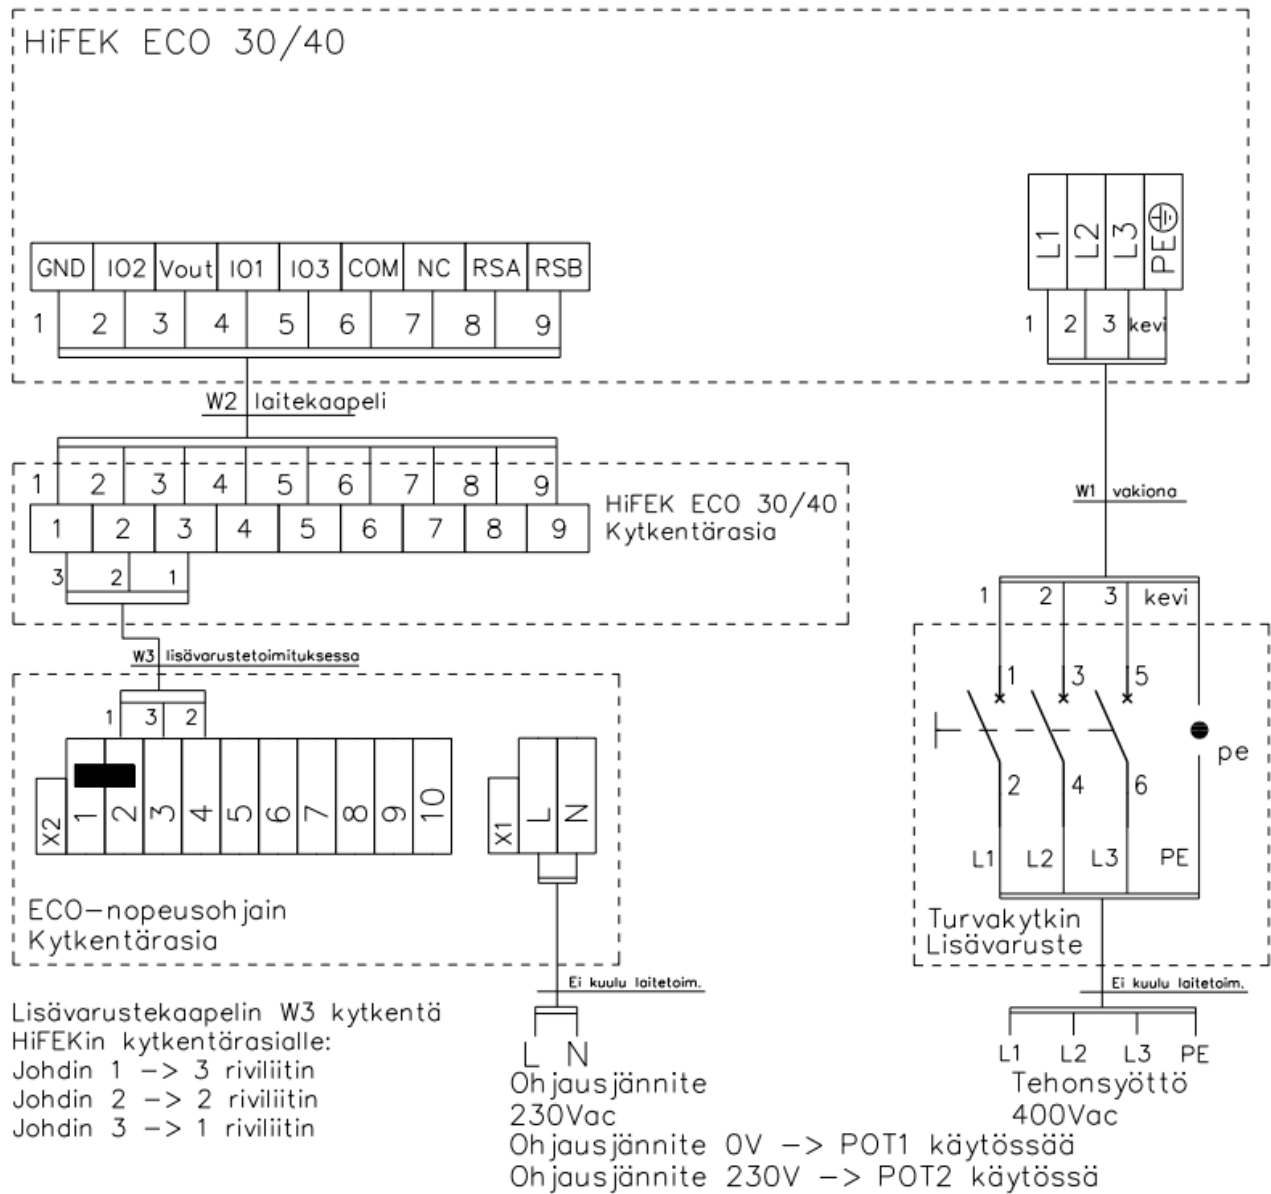 HiFEK ECO 30/40
L1 L2 L3 PE
GND IO2 Vout IO1 IO3 COM NC RSA RSB
1 2 3 4 5 6 7 8 9
1 2 3 kevi
W2 laitekaapeli
1 2 3 4 5 6 7 8 9
1 2 3 4 5 6 7 8 9
HiFEK ECO 30/40
Kytkentärasia
3 2 1
W1 vakiona
1 2 3 kevi
W3 lisävarustetoimituksessa
1 3 2
X2 1 2 3 4 5 6 7 8 9 10
X1 L N
1 3 5
pe
2 4 6
L1 L2 L3 PE
ECO-nopeusohjain
Kytkentärasia
Turvakytkin
Lisävaruste
Ei kuulu laitetoim.
Ei kuulu laitetoim.
Lisävarustekaapelin W3 kytkentä
HiFEKin kytkentärasialle:
Johdin 1 -> 3 riviliitin
Johdin 2 -> 2 riviliitin
Johdin 3 -> 1 riviliitin
L N
Ohjausjännite
230Vac
Ohjausjännite 0V -> POT1 käytössää
Ohjausjännite 230V -> POT2 käytössä
L1 L2 L3 PE
Tehonsyöttö
400Vac